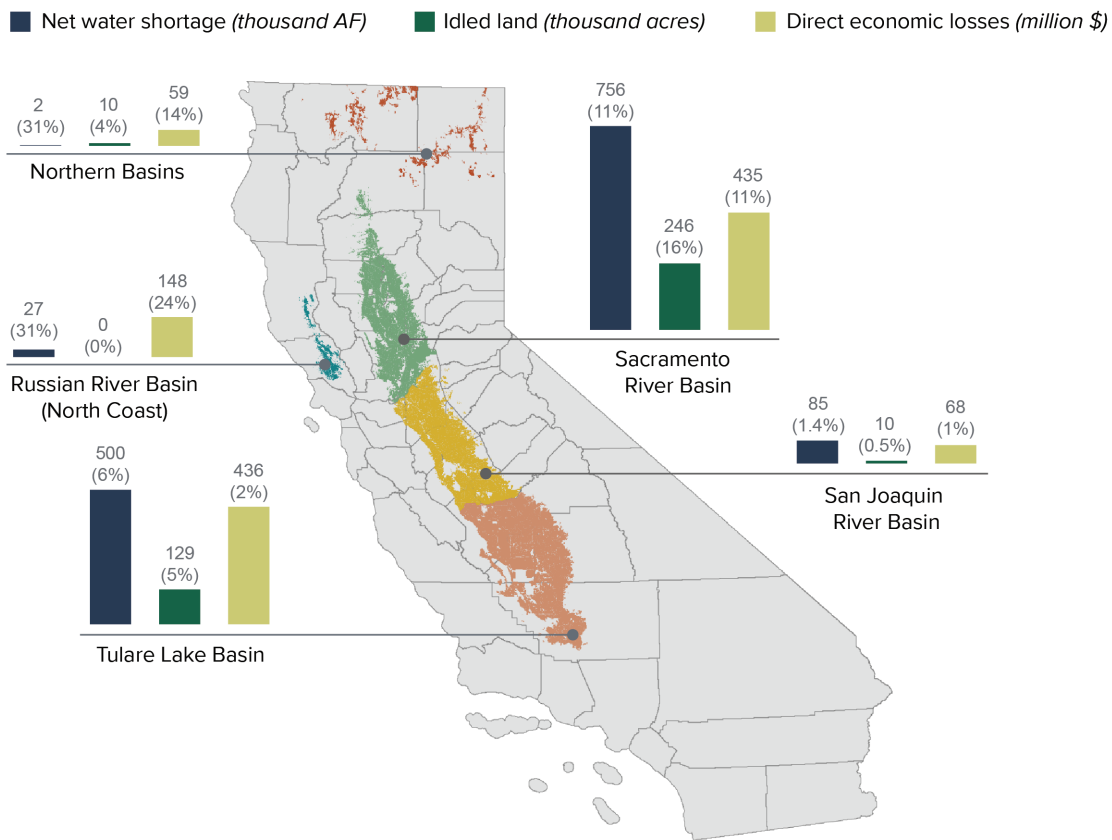 Net water shortage (thousand AF)
Idled land (thousand acres)
Direct economic losses (million $)
2
(31%)
10
(4%)
59
(14%)
Northern Basins
756
(11%)
246
(16%)
435
(11%)
Sacramento
River Basin
27
(31%)
0
(0%)
148
(24%)
Russian River Basin
(North Coast)
85
(1.4%)
10
(0.5%)
68
(1%)
San Joaquin
River Basin
500
(6%)
129
(5%)
436
(2%)
Tulare Lake Basin